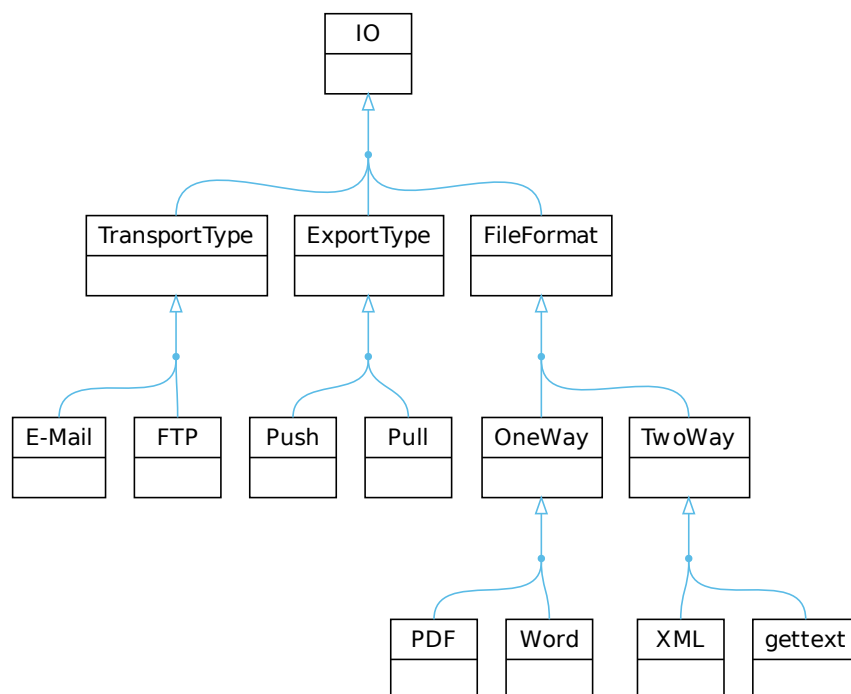 IO
TransportType
ExportType
FileFormat
E-Mail
FTP
Push
Pull
OneWay
TwoWay
PDF
Word
XML
gettext